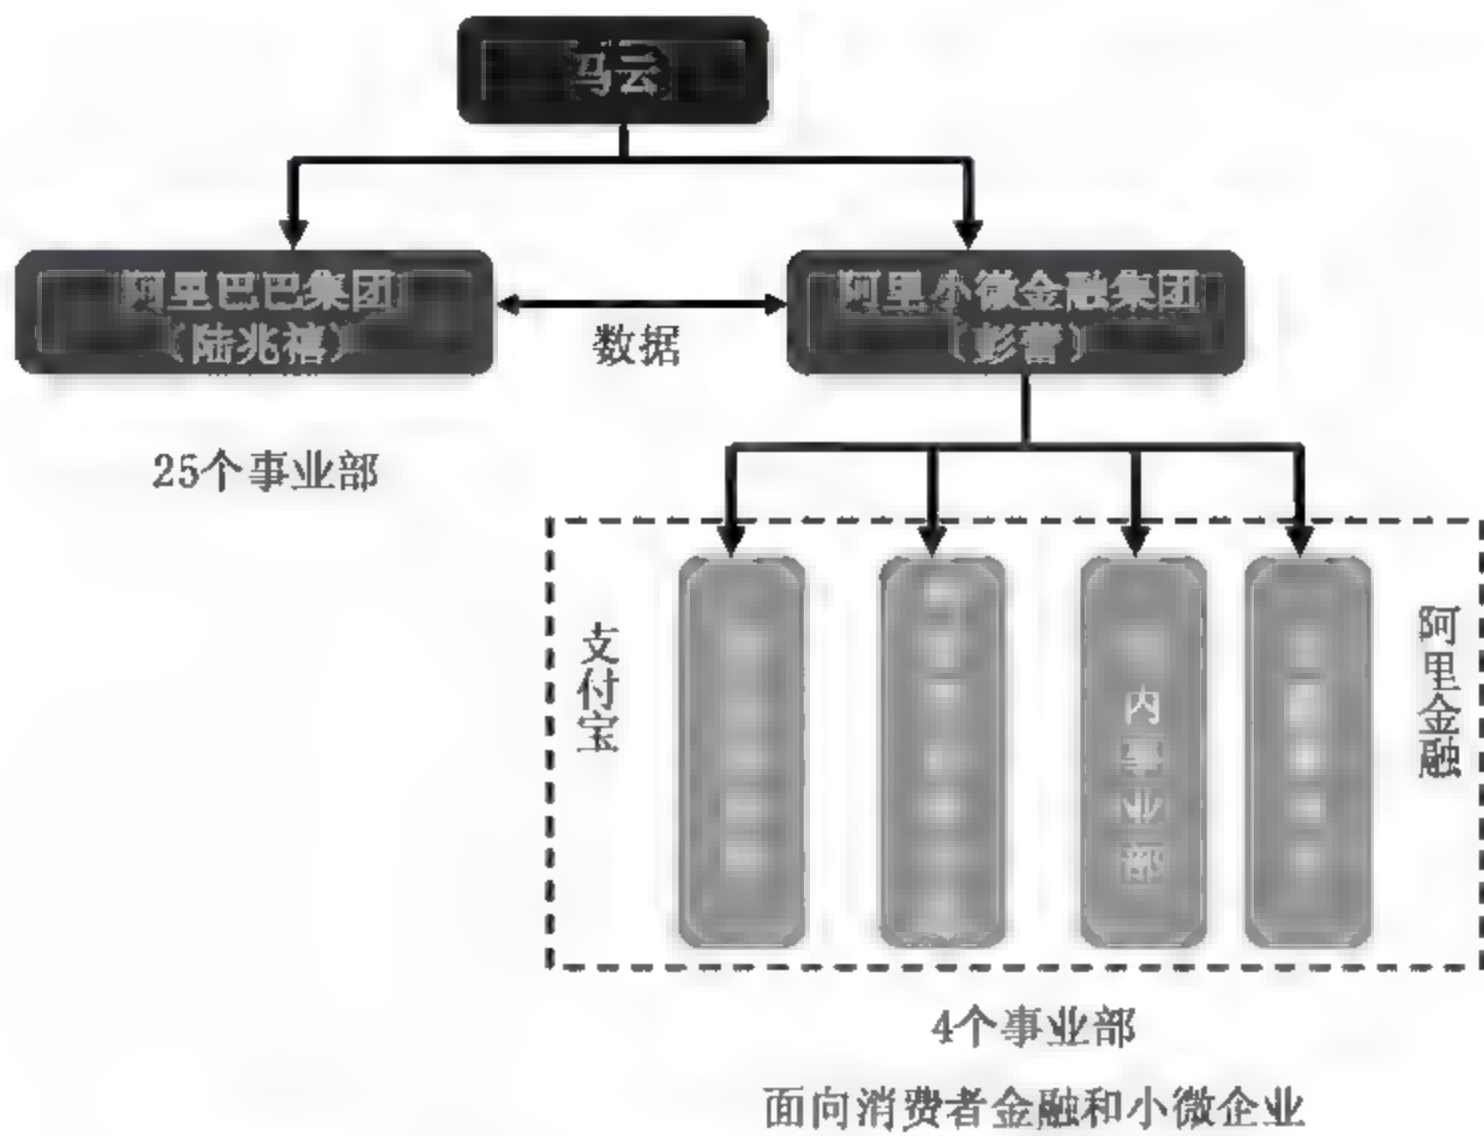 马云
阿里巴巴集团
（陆兆禧）
数据
阿里小微金融集团
（彭蕾）
25个事业部
支付宝
内事业部
阿里金融
4个事业部
面向消费者金融和小微企业